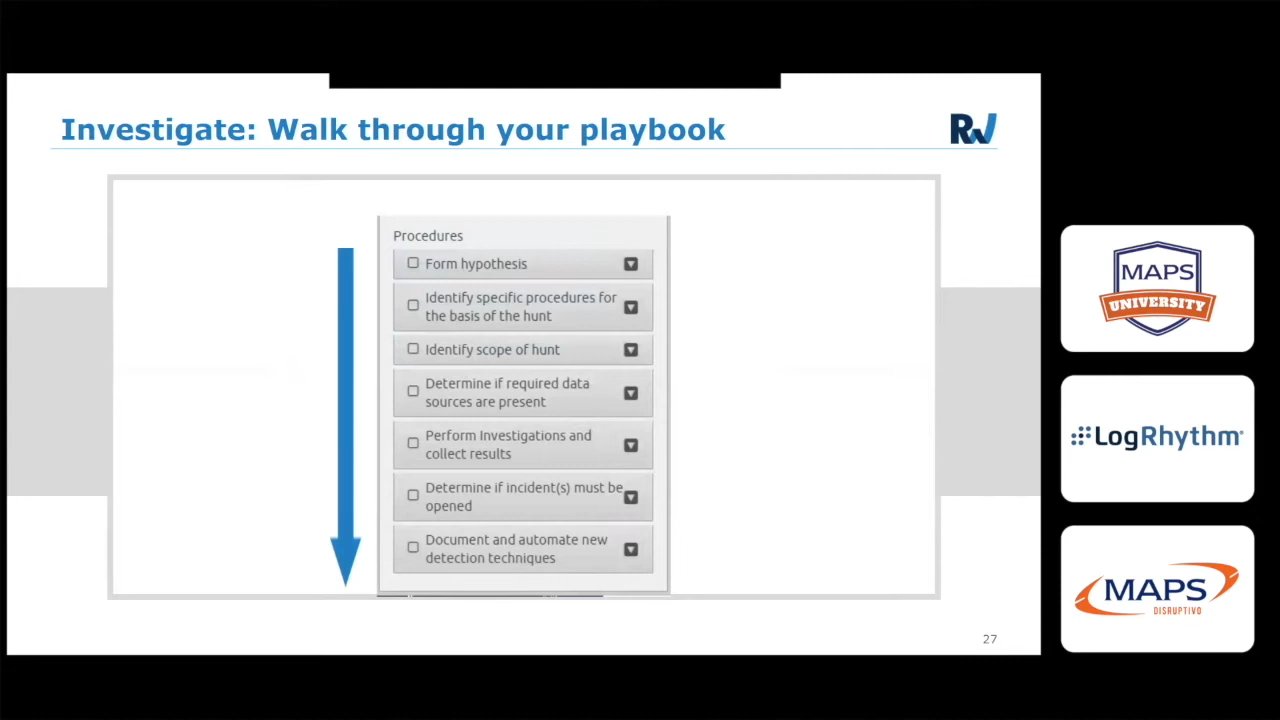 Investigate: Walk through your playbook
RW
Procedures
Form hypothesis
Identify specific procedures for
the basis of the hunt
Identify scope of hunt
Determine if required data
sources are present
Perform Investigations and
collect results
Determine if incident(s) must be
opened
Document and automate new
detection techniques
27
MAPS
UNIVERSITY
LogRhythm
MAPS
DISRUPTIVO